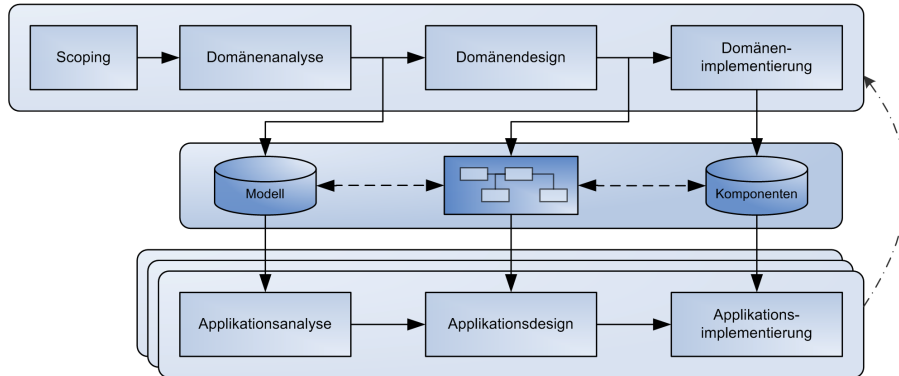 Scoping
Domänenanalyse
Domänendesign
Domänen-
implementierung
Modell
Komponenten
Applikationsanalyse
Applikationsdesign
Applikations-
implementierung